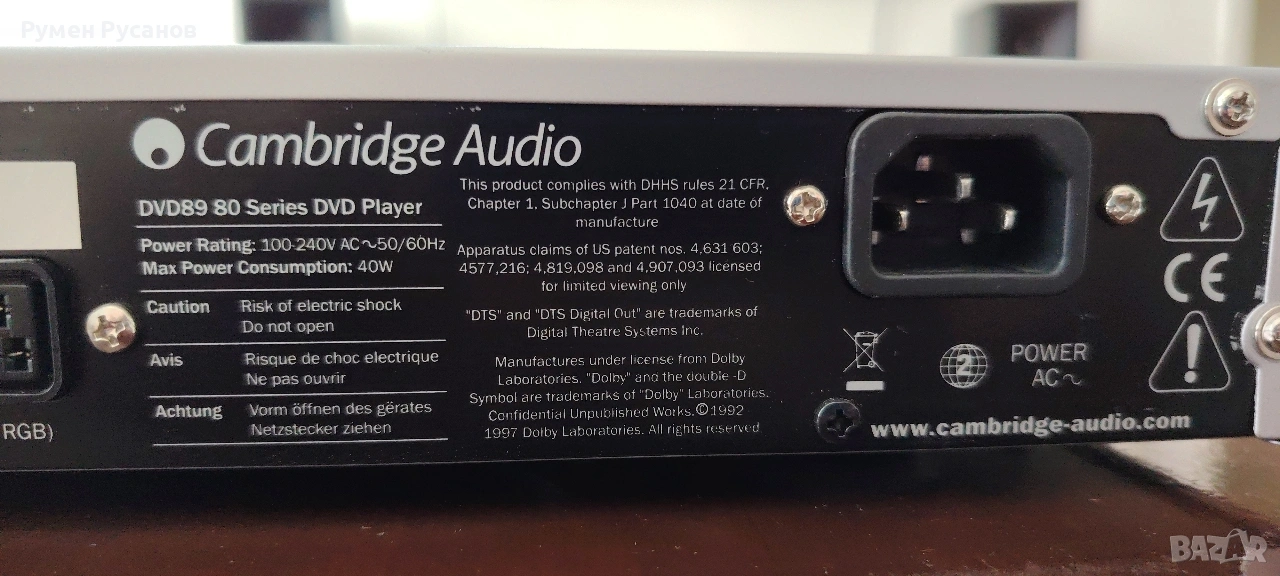 Румен Русанов
Cambridge Audio
DVD89 80 Series DVD Player
Power Rating: 100-240V AC~50/60Hz
Max Power Consumption: 40W
Caution Risk of electric shock
Do not open
Avis Risque de choc electrique
Ne pas ouvrir
Achtung Vorm öffnen des gërates
Netzstecker ziehen
This product complies with DHHS rules 21 CFR,
Chapter 1, Subchapter J Part 1040 at date of
manufacture
Apparatus claims of US patent nos. 4,631 603;
4577,216; 4,819,098 and 4,907,093 licensed
for limited viewing only
"DTS" and "DTS Digital Out" are trademarks of
Digital Theatre Systems Inc.
Manufactures under license from Dolby
Laboratories. "Dolby" and the double -D
Symbol are trademarks of "Dolby" Laboratories.
Confidential Unpublished Works. ©1992
1997 Dolby Laboratories. All rights reserved
RGB)
CE
2
POWER
AC~
www.cambridge-audio.com
BAZAR